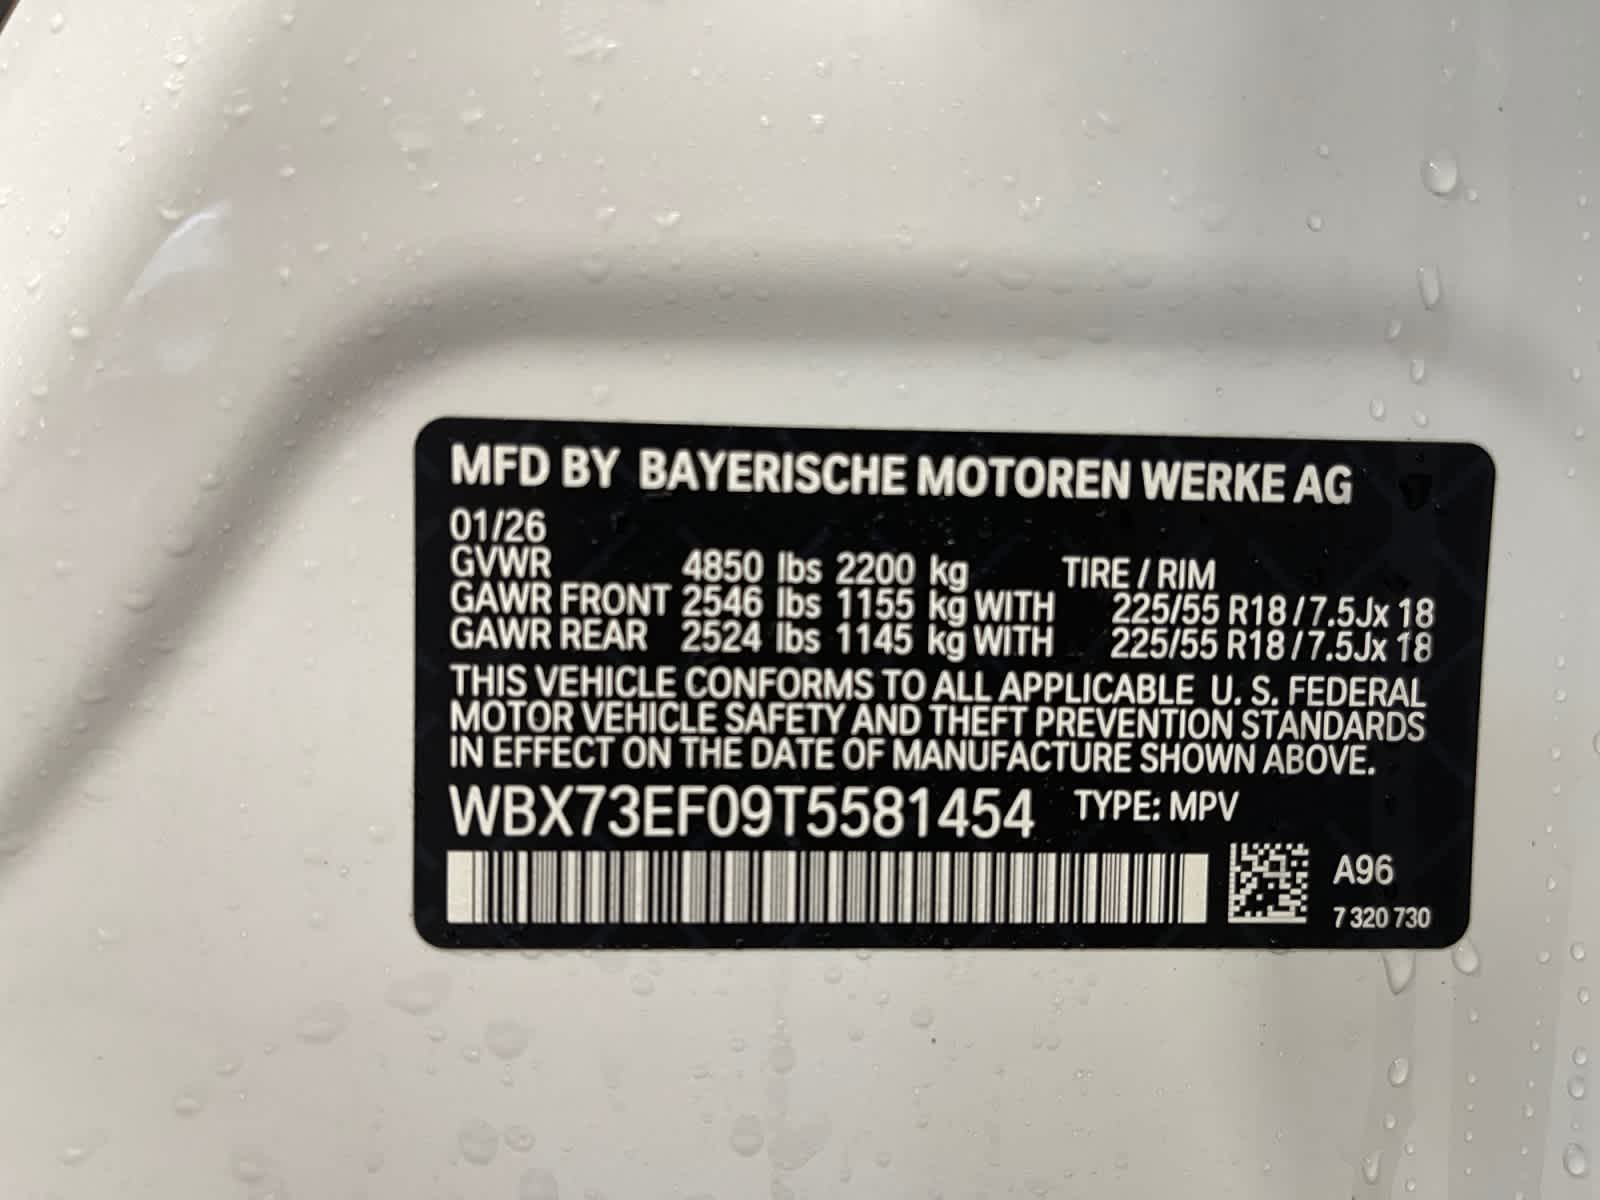 MFD BY BAYERISCHE MOTOREN WERKE AG
01/26
GVWR 4850 lbs 2200 kg TIRE / RIM
GAWR FRONT 2546 lbs 1155 kg WITH 225/55 R18 / 7.5Jx 18
GAWR REAR 2524 lbs 1145 kg WITH 225/55 R18 / 7.5Jx 18
THIS VEHICLE CONFORMS TO ALL APPLICABLE U. S. FEDERAL
MOTOR VEHICLE SAFETY AND THEFT PREVENTION STANDARDS
IN EFFECT ON THE DATE OF MANUFACTURE SHOWN ABOVE.
WBX73EF09T5581454 TYPE: MPV
A96
7 320 730